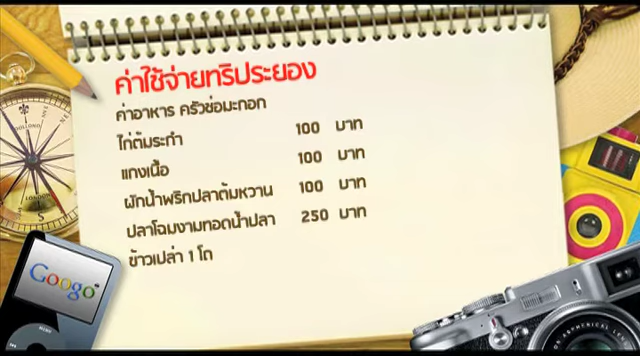 ค่าใช้จ่ายทริประยอง
ค่าอาหาร ครัวช่อมะกอก
ไก่ต้มระกำ 100 บาท
แกงเนื้อ 100 บาท
ผักน้ำพริกปลาต้มหวาน 100 บาท
ปลาโฉมงามทอดน้ำปลา 250 บาท
ข้าวเปล่า 1 โถ
Googo
LONDON